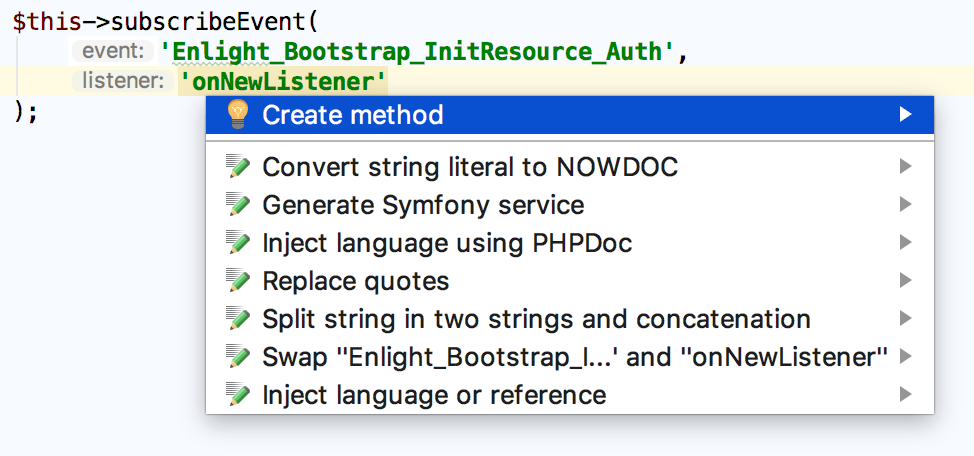 $this->subscribeEvent(
event: 'Enlight_Bootstrap_InitResource_Auth',
listener: 'onNewListener'
);
Create method
Convert string literal to NOWDOC
Generate Symfony service
Inject language using PHPDoc
Replace quotes
Split string in two strings and concatenation
Swap "Enlight_Bootstrap_I...' and "onNewListener"
Inject language or reference